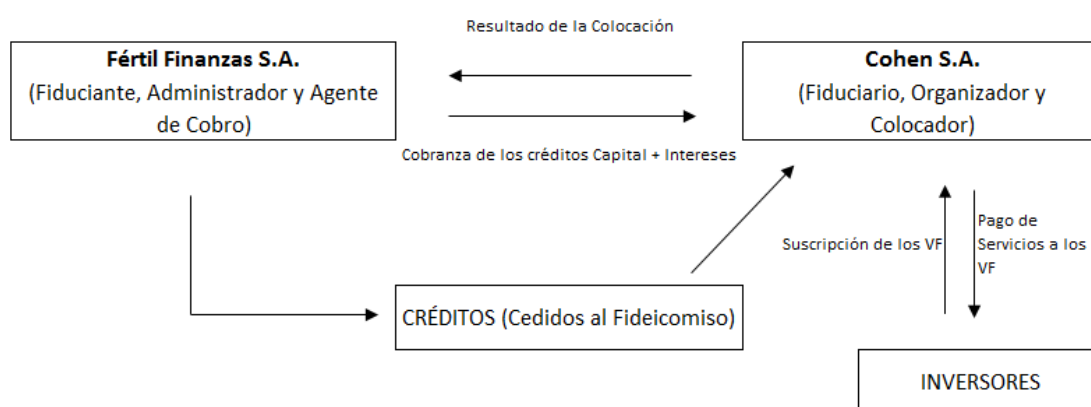 Resultado de la Colocación
Fértil Finanzas S.A.
(Fiduciante, Administrador y Agente
de Cobro)
Cohen S.A.
(Fiduciario, Organizador y
Colocador)
Cobranza de los créditos Capital + Intereses
Suscripción de los VF
Pago de
Servicios a los
VF
CRÉDITOS (Cedidos al Fideicomiso)
INVERSORES